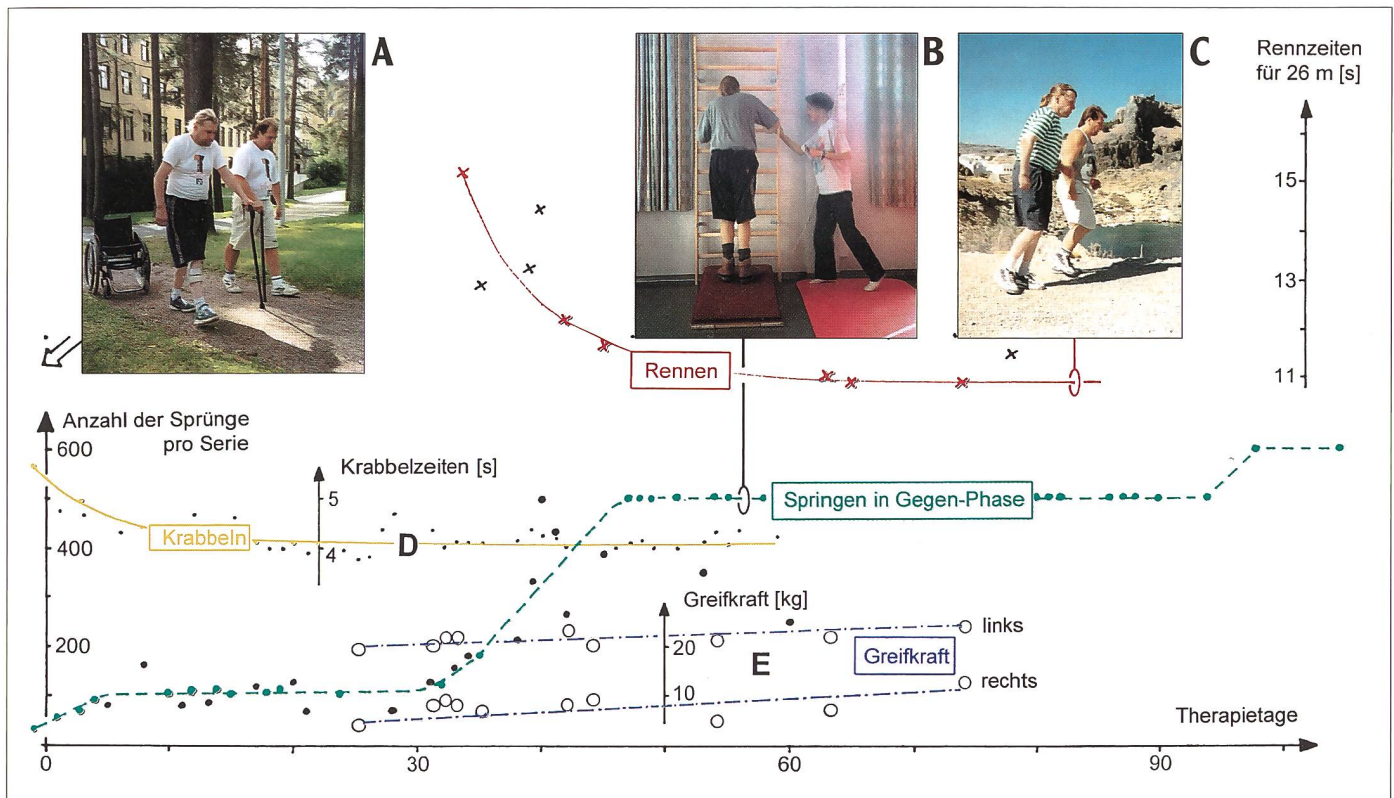 A
B
C
Rennzeiten
für 26 m [s]
15
13
11
Rennen
Anzahl der Sprünge
pro Serie
600
400
200
Krabbelzeiten [s]
5
4
Krabbeln
D
Springen in Gegen-Phase
Greifkraft [kg]
20
10
E
links
Greifkraft
rechts
Therapietage
0
30
60
90